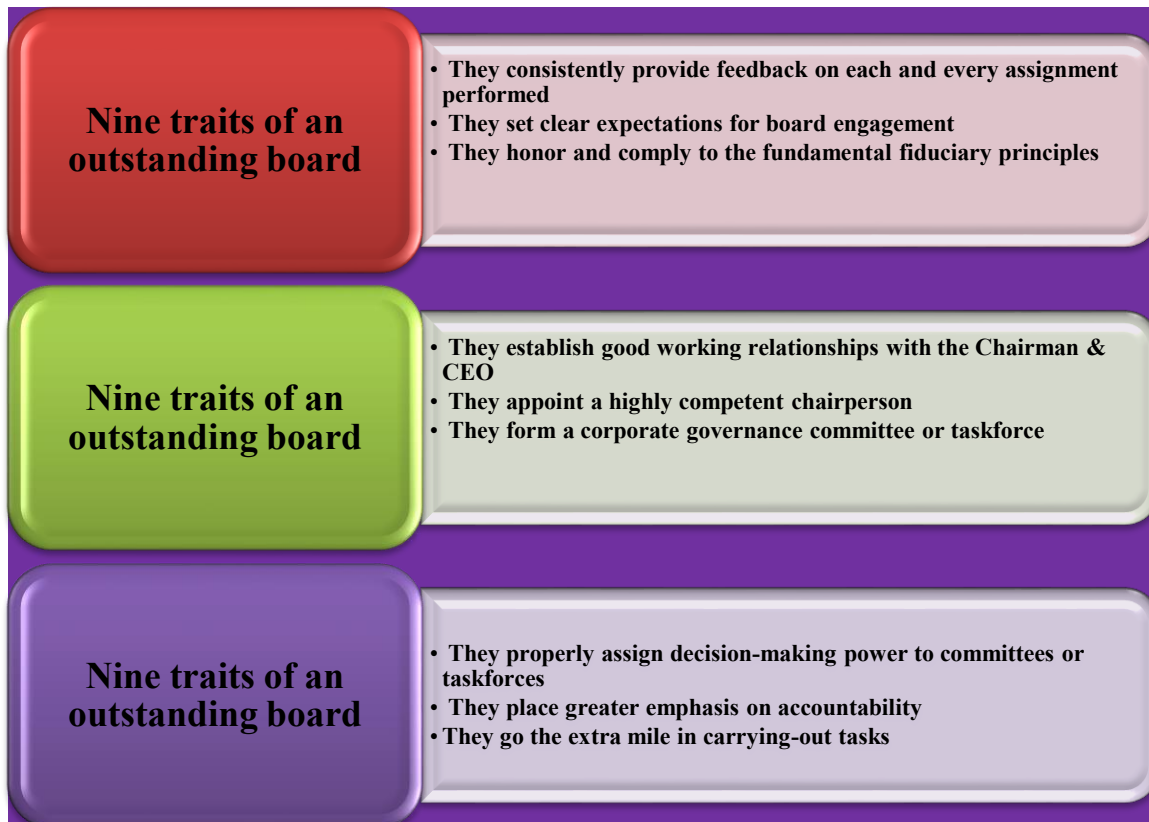 Nine traits of an
outstanding board
• They consistently provide feedback on each and every assignment
performed
• They set clear expectations for board engagement
• They honor and comply to the fundamental fiduciary principles
Nine traits of an
outstanding board
• They establish good working relationships with the Chairman &
CEO
• They appoint a highly competent chairperson
• They form a corporate governance committee or taskforce
Nine traits of an
outstanding board
• They properly assign decision-making power to committees or
taskforces
• They place greater emphasis on accountability
• They go the extra mile in carrying-out tasks